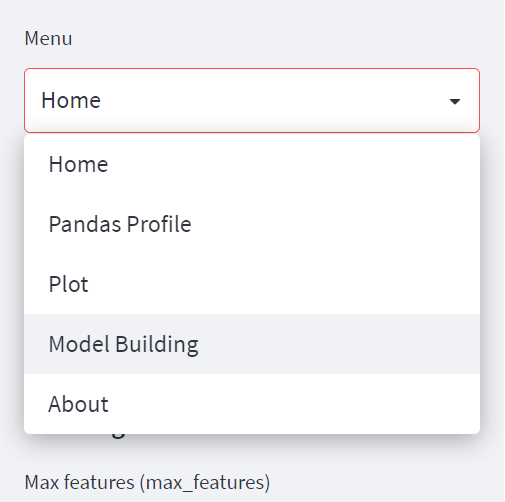 Menu
Home
Home
Pandas Profile
Plot
Model Building
About
Max features (max_features)